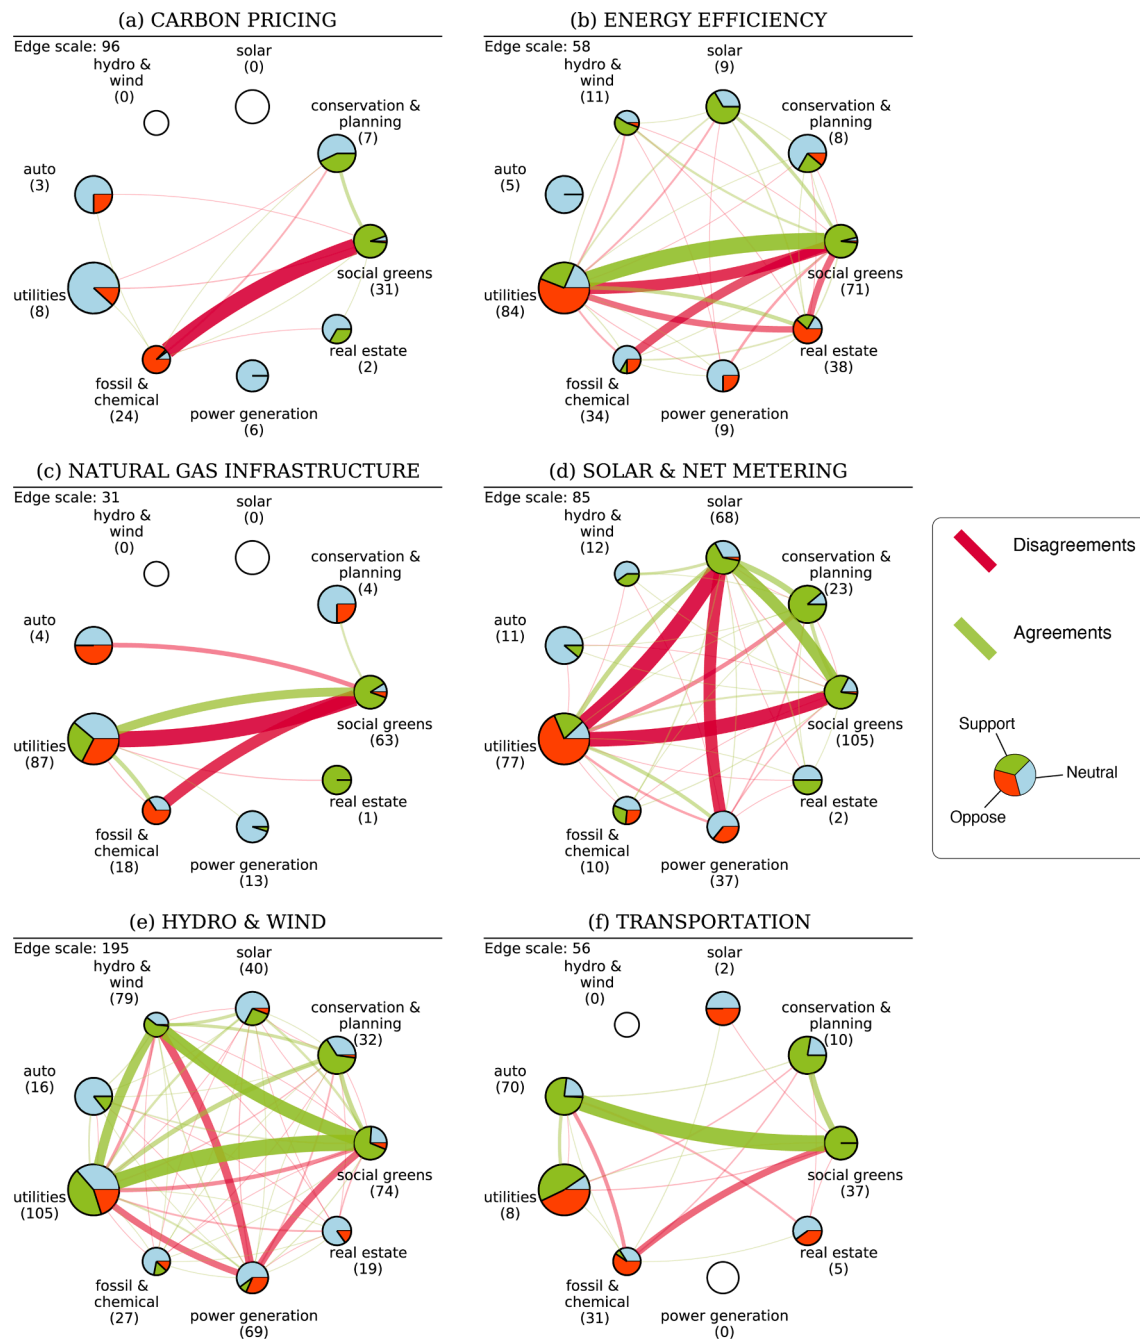 (a) CARBON PRICING
Edge scale: 96
solar
(0)
hydro &
wind
(0)
conservation &
planning
(7)
auto
(3)
social greens
(31)
utilities
(8)
real estate
(2)
fossil &
chemical
(24)
power generation
(6)
(b) ENERGY EFFICIENCY
Edge scale: 58
solar
(9)
hydro &
wind
(11)
conservation &
planning
(8)
auto
(5)
social greens
(71)
utilities
(84)
real estate
(38)
fossil &
chemical
(34)
power generation
(9)
(c) NATURAL GAS INFRASTRUCTURE
Edge scale: 31
solar
(0)
hydro &
wind
(0)
conservation &
planning
(4)
auto
(4)
social greens
(63)
utilities
(87)
real estate
(1)
fossil &
chemical
(18)
power generation
(13)
(d) SOLAR & NET METERING
Edge scale: 85
solar
(68)
hydro &
wind
(12)
conservation &
planning
(23)
auto
(11)
social greens
(105)
utilities
(77)
real estate
(2)
fossil &
chemical
(10)
power generation
(37)
Disagreements
Agreements
Support
Neutral
Oppose
(e) HYDRO & WIND
Edge scale: 195
solar
(40)
hydro &
wind
(79)
conservation &
planning
(32)
auto
(16)
social greens
(74)
utilities
(105)
real estate
(19)
fossil &
chemical
(27)
power generation
(69)
(f) TRANSPORTATION
Edge scale: 56
solar
(2)
hydro &
wind
(0)
conservation &
planning
(10)
auto
(70)
social greens
(37)
utilities
(8)
real estate
(5)
fossil &
chemical
(31)
power generation
(0)